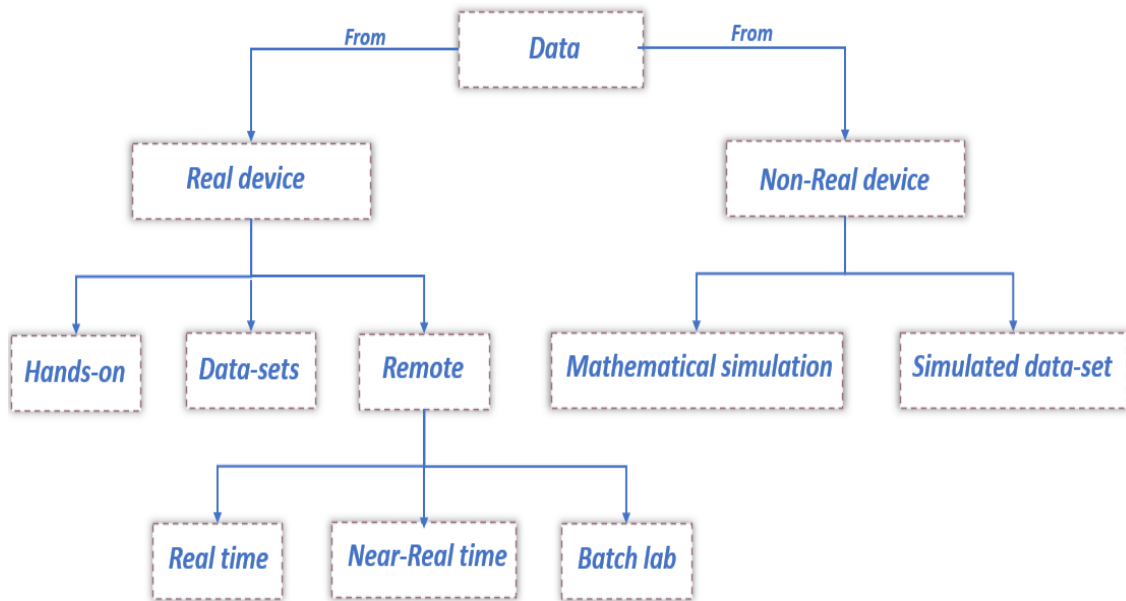 From
Data
From
Real device
Non-Real device
Hands-on
Data-sets
Remote
Mathematical simulation
Simulated data-set
Real time
Near-Real time
Batch lab